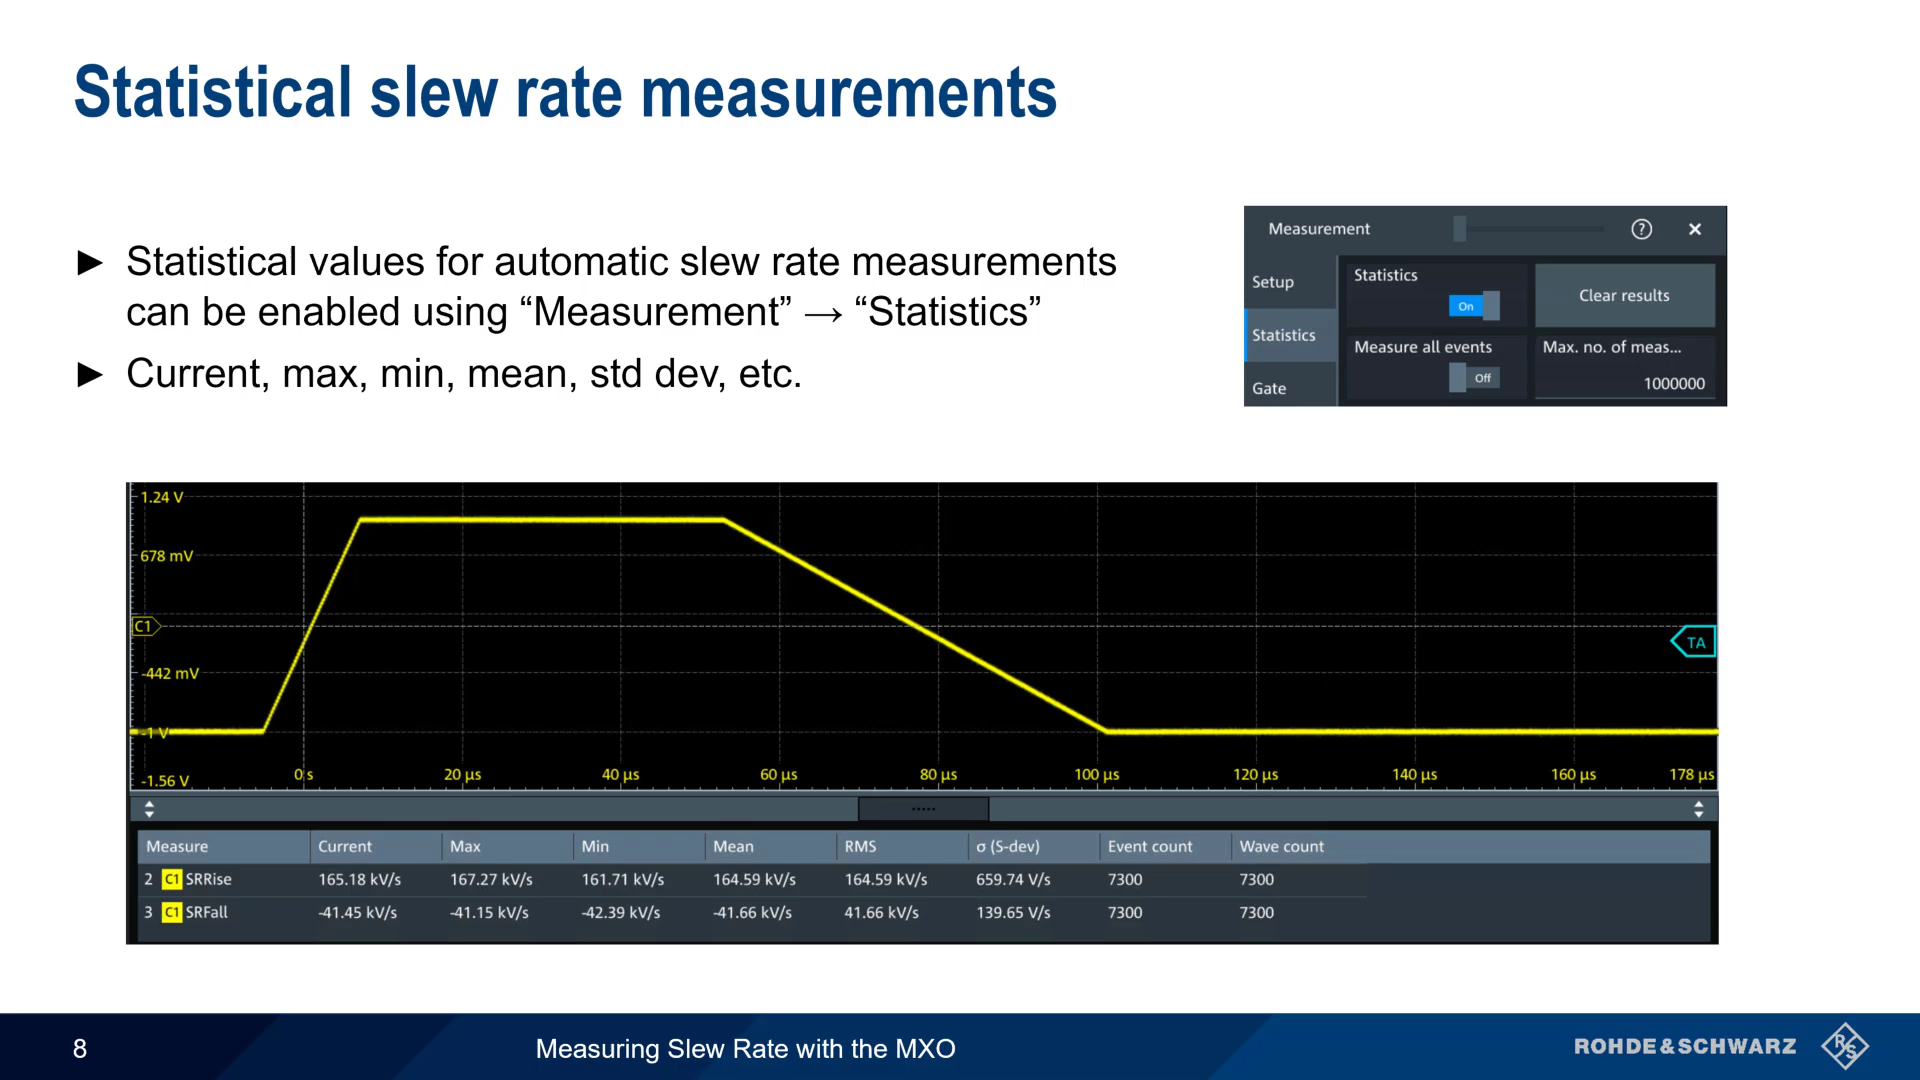 Statistical slew rate measurements
► Statistical values for automatic slew rate measurements
can be enabled using “Measurement” → “Statistics”
► Current, max, min, mean, std dev, etc.
Measurement ? ×
Setup
Statistics
Gate
Statistics
On
Clear results
Measure all events
Off
Max. no. of meas...
1000000
1.24 V
678 mV
C1
TA
-442 mV
-1 V
-1.56 V
0 s 20 µs 40 µs 60 µs 80 µs 100 µs 120 µs 140 µs 160 µs 178 µs
Measure Current Max Min Mean RMS σ (S-dev) Event count Wave count
2 C1 SRRise 165.18 kV/s 167.27 kV/s 161.71 kV/s 164.59 kV/s 164.59 kV/s 659.74 V/s 7300 7300
3 C1 SRFall -41.45 kV/s -41.15 kV/s -42.39 kV/s -41.66 kV/s 41.66 kV/s 139.65 V/s 7300 7300
8 Measuring Slew Rate with the MXO ROHDE&SCHWARZ R S